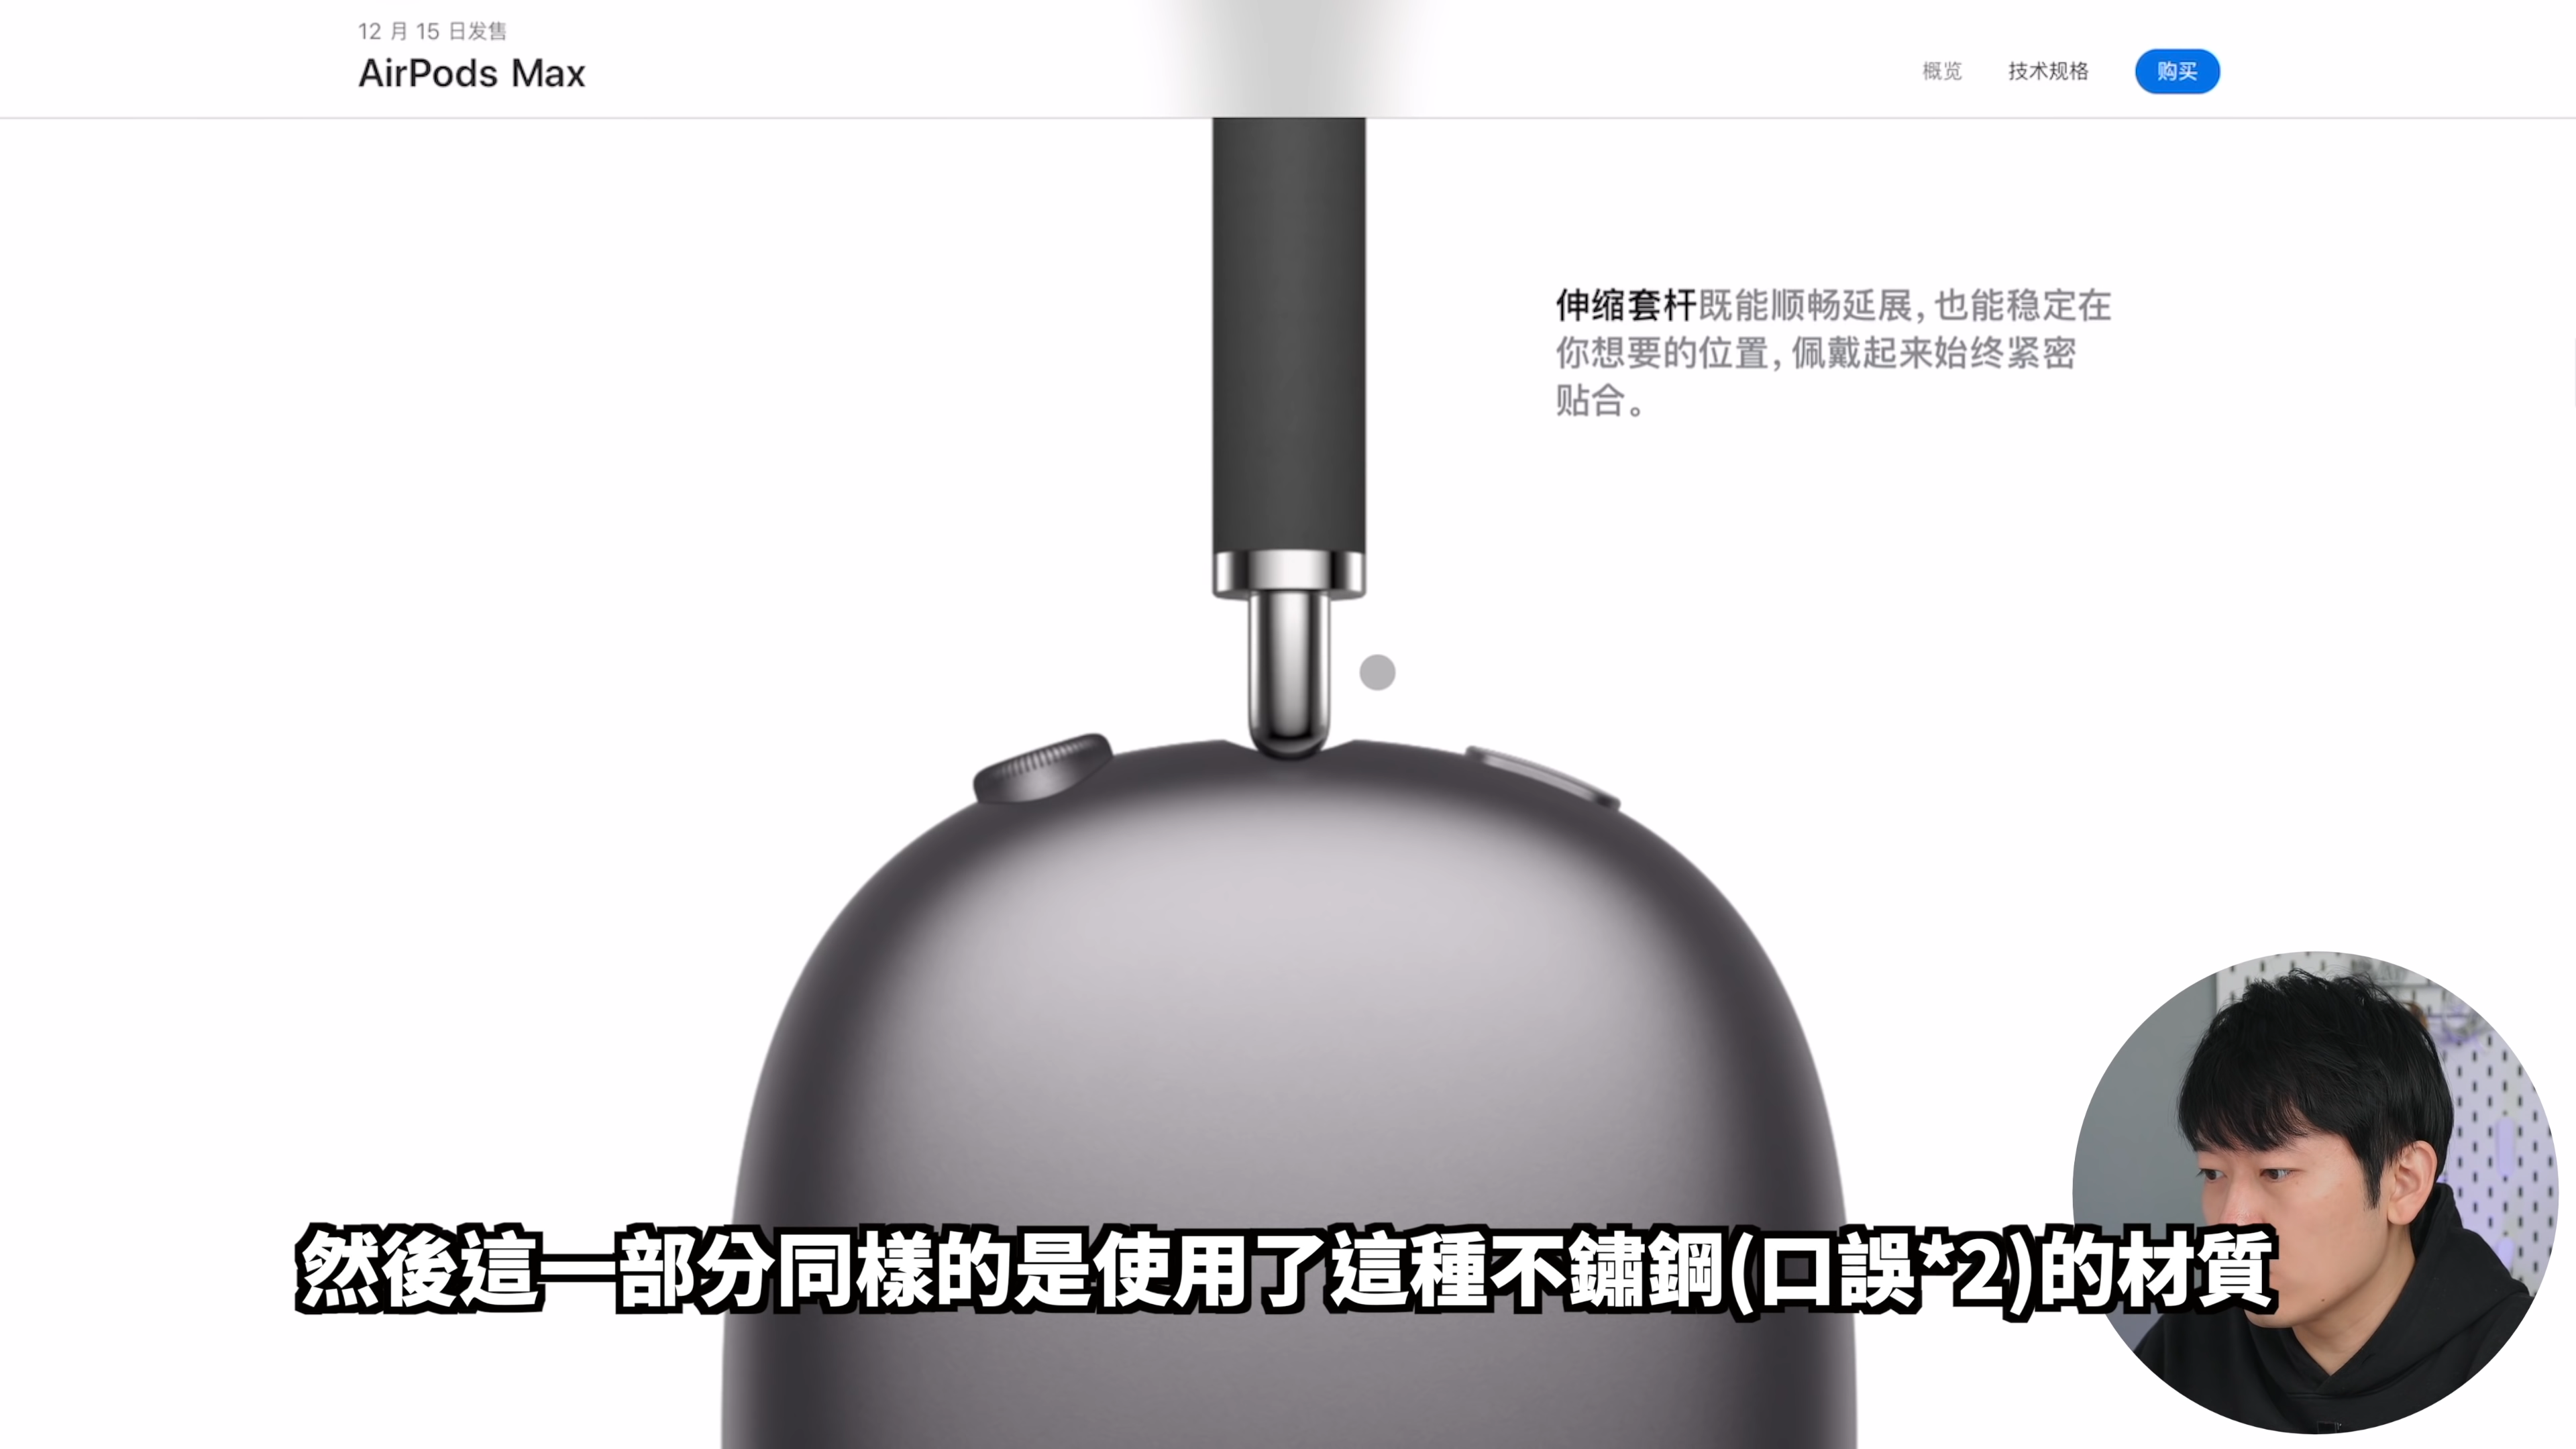 12 月 15 日发售
AirPods Max
概览
技术规格
购买
伸缩套杆既能顺畅延展，也能稳定在
你想要的位置，佩戴起来始终紧密
贴合。
然後這一部分同樣的是使用了這種不鏽鋼(口誤*2)的材質